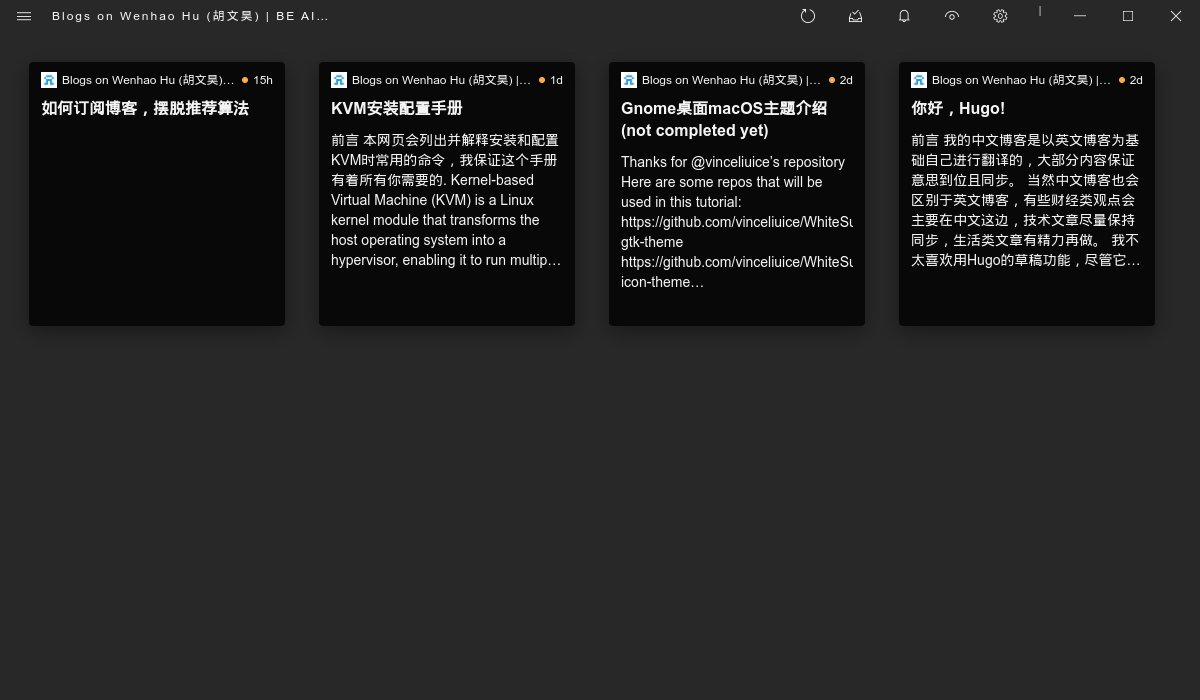 Blogs on Wenhao Hu (胡文昊) | BE AI...
Blogs on Wenhao Hu (胡文昊)... 15h
如何订阅博客，摆脱推荐算法
Blogs on Wenhao Hu (胡文昊) |... 1d
KVM安装配置手册
前言 本网页会列出并解释安装和配置
KVM时常用的命令，我保证这个手册
有着所有你需要的. Kernel-based
Virtual Machine (KVM) is a Linux
kernel module that transforms the
host operating system into a
hypervisor, enabling it to run multip...
Blogs on Wenhao Hu (胡文昊) |... 2d
Gnome桌面macOS主题介绍
(not completed yet)
Thanks for @vinceliuice's repository
Here are some repos that will be
used in this tutorial:
https://github.com/vinceliuice/WhiteSu
gtk-theme
https://github.com/vinceliuice/WhiteSu
icon-theme...
Blogs on Wenhao Hu (胡文昊) |... 2d
你好，Hugo!
前言 我的中文博客是以英文博客为基
础自己进行翻译的，大部分内容保证
意思到位且同步。 当然中文博客也会
区别于英文博客，有些财经类观点会
主要在中文这边，技术文章尽量保持
同步，生活类文章有精力再做。 我不
太喜欢用Hugo的草稿功能，尽管它...